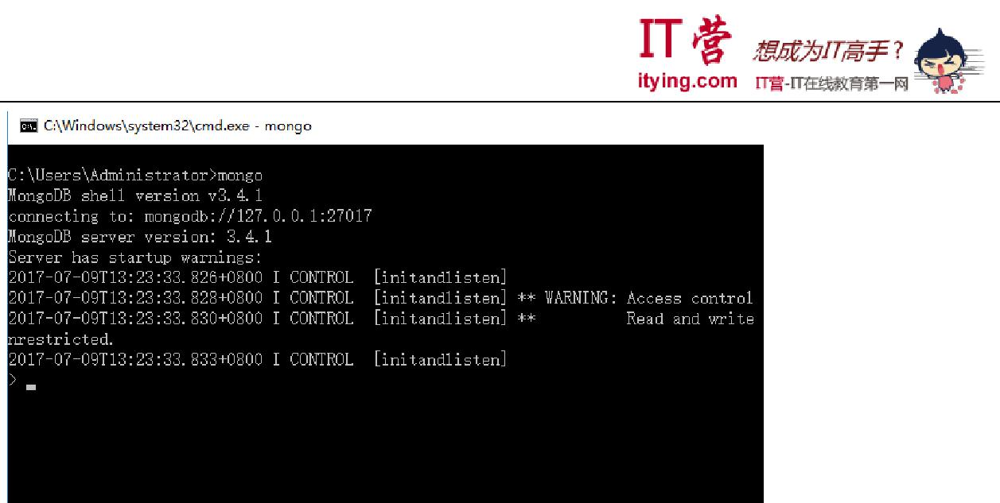 IT营
想成为IT高手?
itying.com
IT营-IT在线教育第一网
C:\Windows\system32\cmd.exe - mongo
C:\Users\Administrator>mongo
MongoDB shell version v3.4.1
connecting to: mongodb://127.0.0.1:27017
MongoDB server version: 3.4.1
Server has startup warnings:
2017-07-09T13:23:33.826+0800 I CONTROL  [initandlisten]
2017-07-09T13:23:33.828+0800 I CONTROL  [initandlisten] ** WARNING: Access control
2017-07-09T13:23:33.830+0800 I CONTROL  [initandlisten] **          Read and write
nrestricted.
2017-07-09T13:23:33.833+0800 I CONTROL  [initandlisten]
>